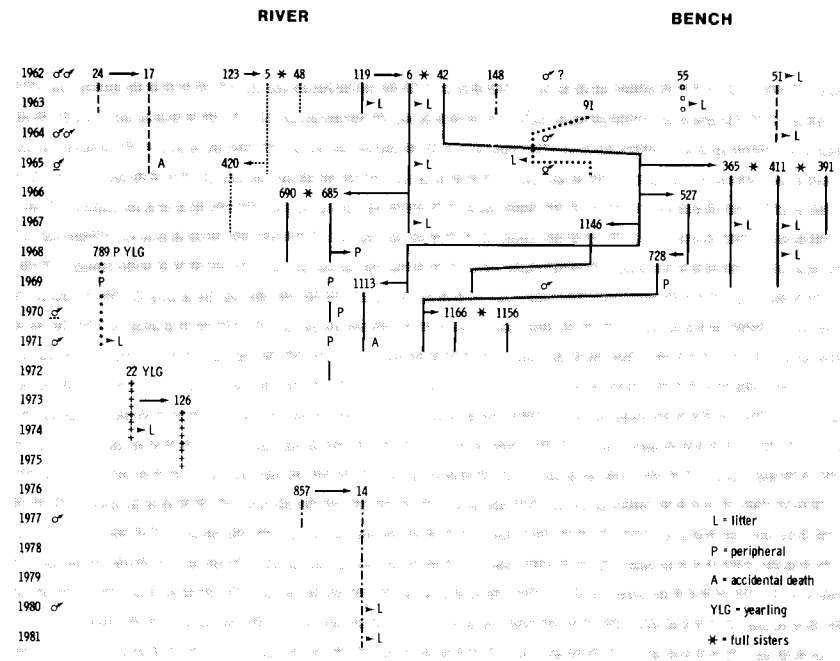 RIVER BENCH
1962 ♂♂ 24 17 123 5 * 48 119 6 * 42 148 ♂ ? 55 51 L
1963 L L 91 L
1964 ♂♂ ♂ L
1965 ♂ A 420 L L ♂ 365 * 411 * 391
1966 690 * 685 527
1967 L 1146 L L
1968 789 P YLG P 728 L
1969 P P 1113 ♂ P
1970 ♂ P 1166 * 1156
1971 ♂ L P A
1972 22 YLG
1973 126
1974 L
1975
1976 857 14
1977 ♂ L = litter
1978 P = peripheral
1979 A = accidental death
1980 ♂ L YLG = yearling
1981 L * = full sisters